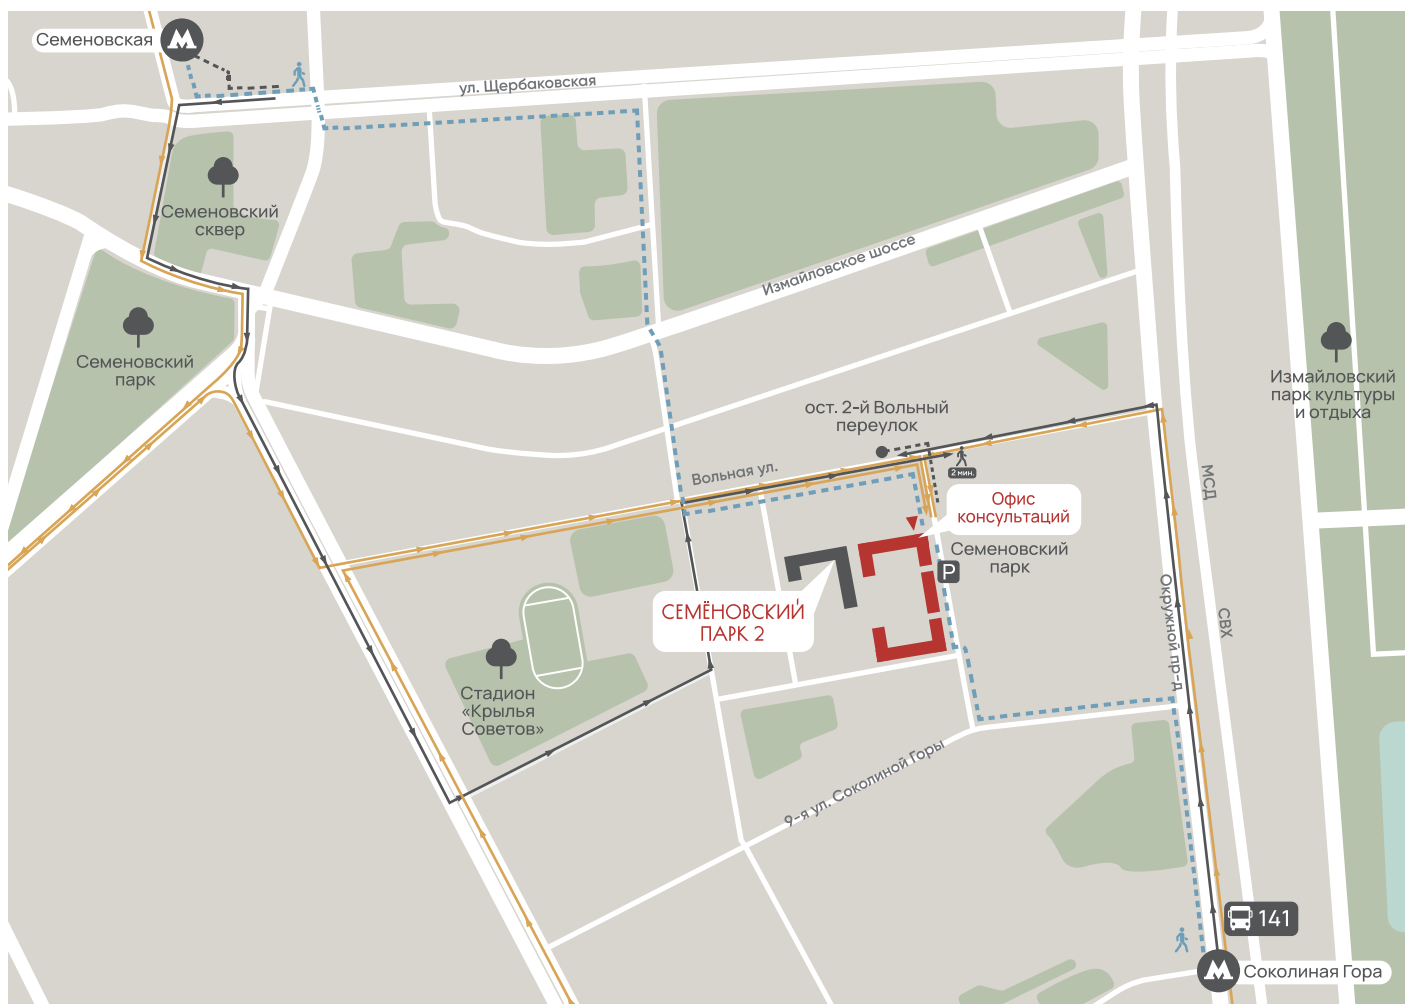 Семеновская
ул. Щербаковская
Семеновский
сквер
Измайловское шоссе
Семеновский
парк
Измайловский
парк культуры
и отдыха
ост. 2-й Вольный
переулок
Вольная ул.
2 мин.
МСД
Офис
консультаций
Семеновский
парк
P
Окружной пр-д
СВХ
СЕМЁНОВСКИЙ
ПАРК 2
Стадион
«Крылья
Советов»
9-я ул. Соколиной Горы
141
Соколиная Гора